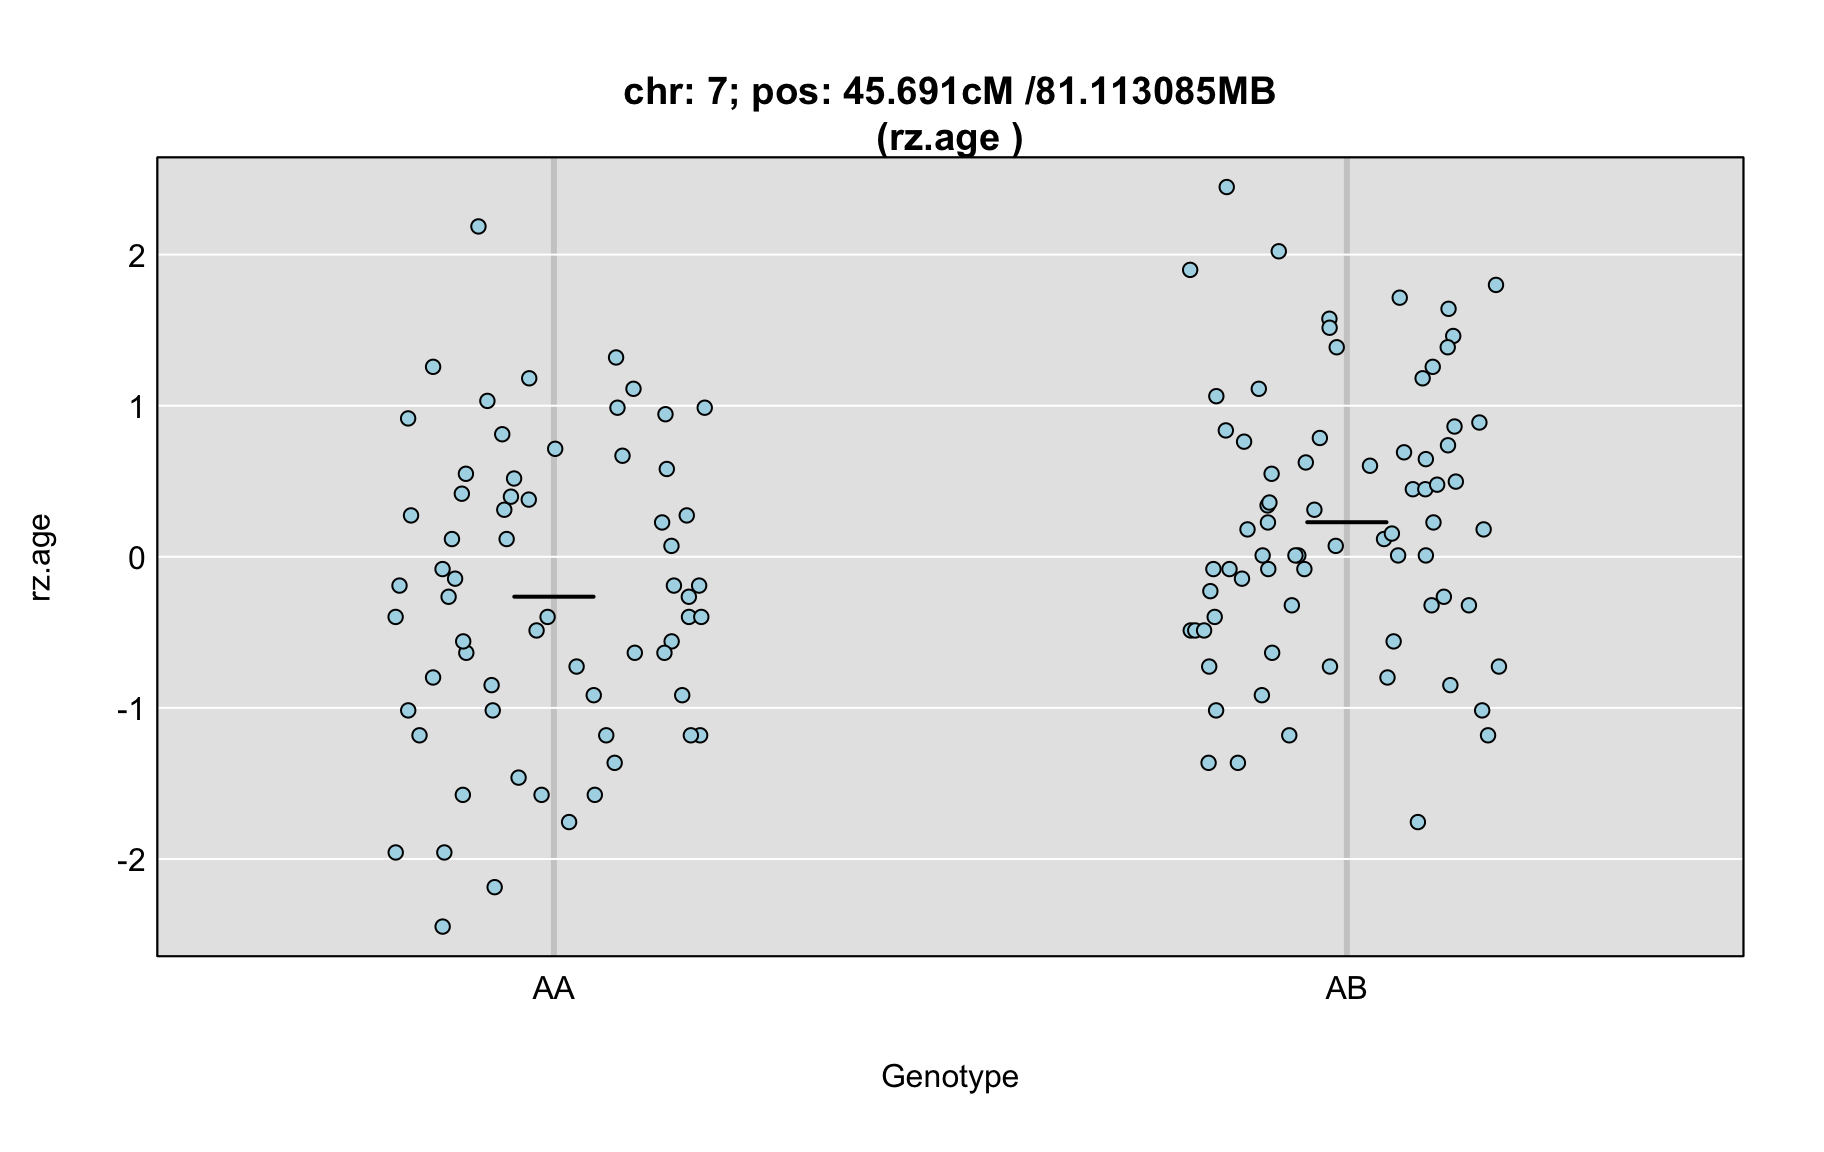 chr: 7; pos: 45.691cM /81.113085MB
(rz.age )
rz.age
2
1
0
-1
-2
AA AB
Genotype